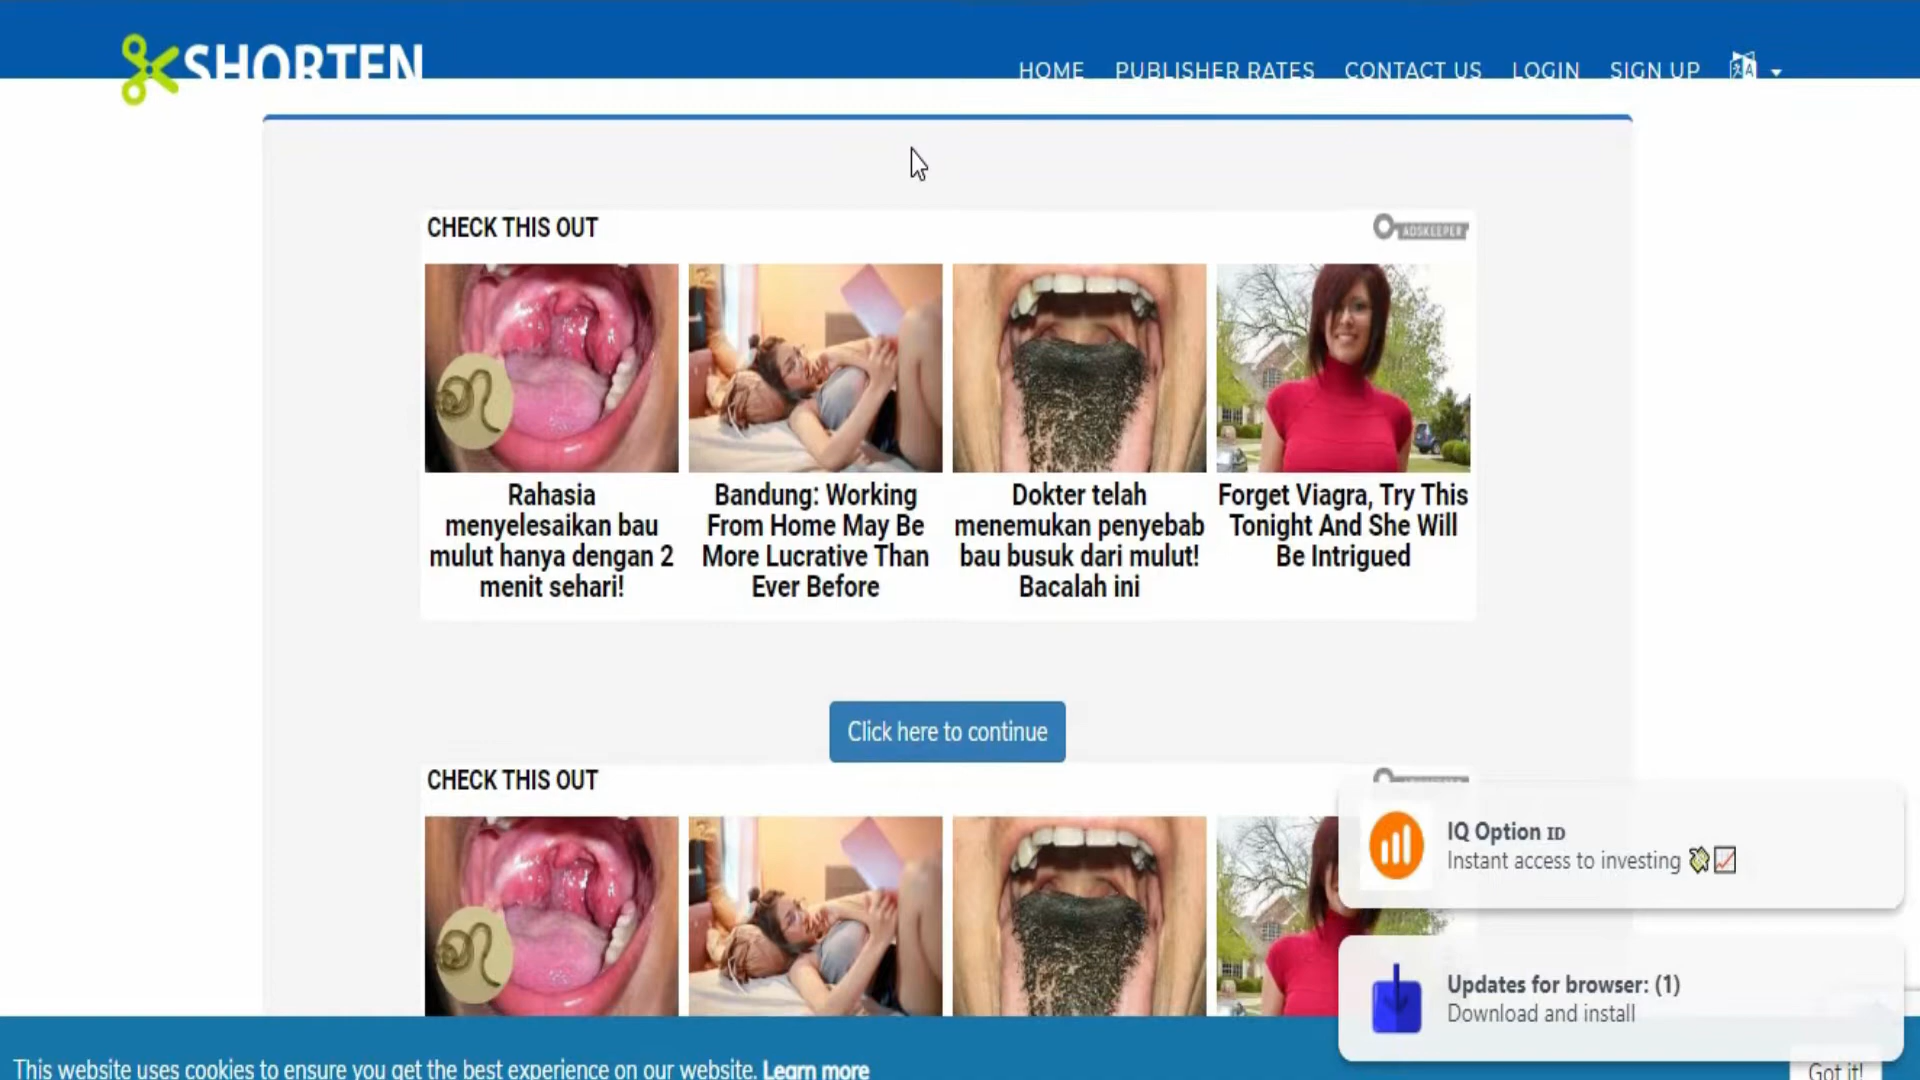 SHORTEN
HOME PUBLISHER RATES CONTACT US LOGIN SIGN UP
CHECK THIS OUT
ADSKEEPER
Rahasia
menyelesaikan bau
mulut hanya dengan 2
menit sehari!
Bandung: Working
From Home May Be
More Lucrative Than
Ever Before
Dokter telah
menemukan penyebab
bau busuk dari mulut!
Bacalah ini
Forget Viagra, Try This
Tonight And She Will
Be Intrigued
Click here to continue
CHECK THIS OUT
IQ Option ID
Instant access to investing
Updates for browser: (1)
Download and install
This website uses cookies to ensure you get the best experience on our website. Learn more
Got it!